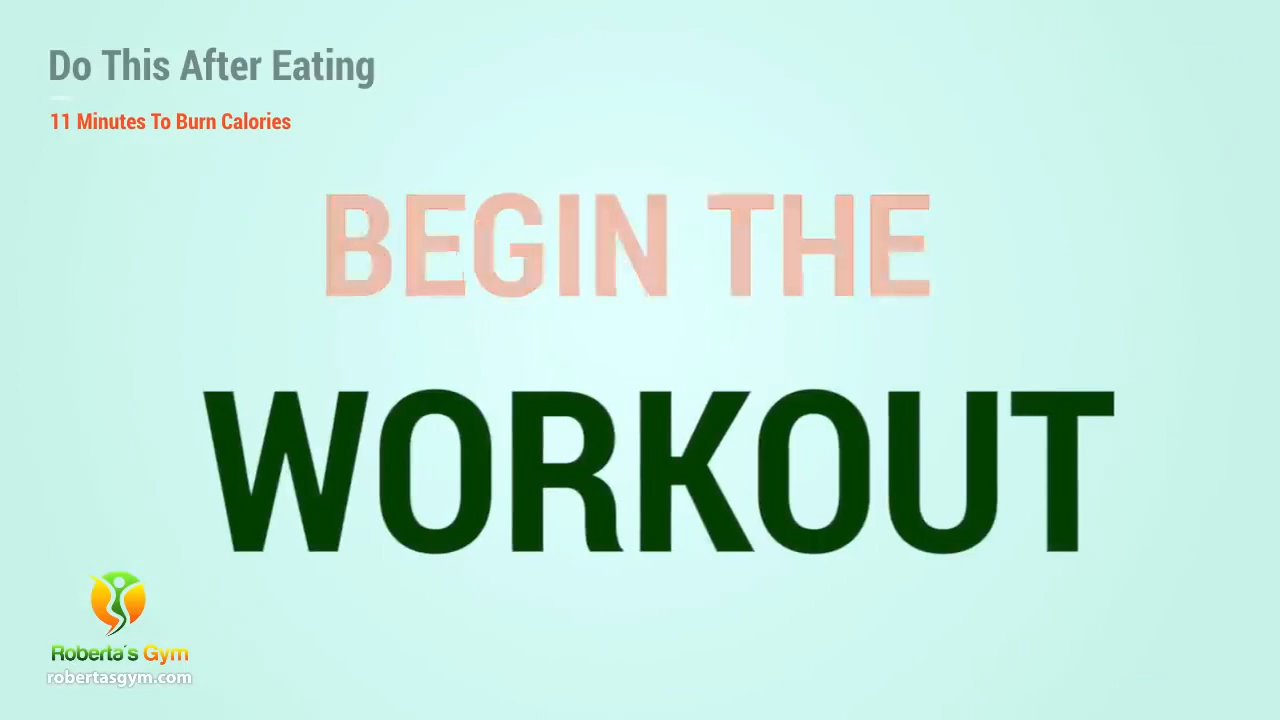 Do This After Eating
11 Minutes To Burn Calories
BEGIN THE
WORKOUT
Roberta's Gym
robertasgym.com